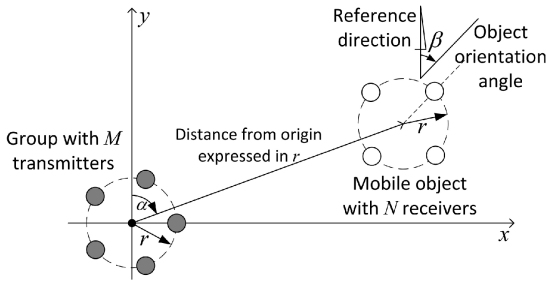 y
Reference
direction
β
Object
orientation
angle
Group with M
transmitters
Distance from origin
expressed in r
r
α
r
Mobile object
with N receivers
x